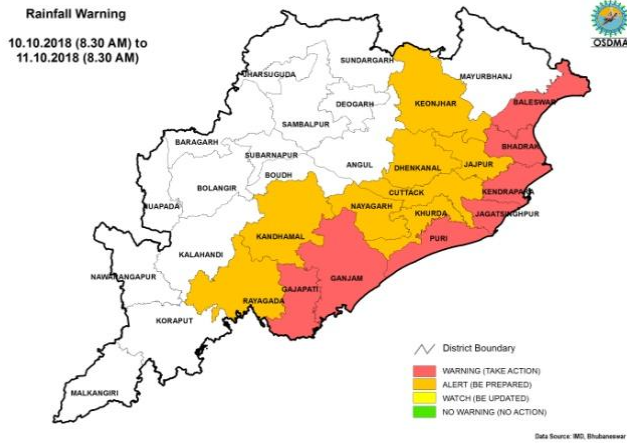 Rainfall Warning
10.10.2018 (8.30 AM) to
11.10.2018 (8.30 AM)
OSDMA
SUNDARGARH
JHARSUGUDA
MAYURBHANJ
DEOGARH
KEONJHAR
BALESWAR
SAMBALPUR
BARAGARH
BHADRAK
SUBARNAPUR
ANGUL
DHENKANAL
JAJPUR
BOUDH
BOLANGIR
CUTTACK
KENDRAPARA
NUAPADA
NAYAGARH
KHURDA
JAGATSINGHPUR
KANDHAMAL
PURI
KALAHANDI
NAWARANGAPUR
GANJAM
GAJAPATI
RAYAGADA
KORAPUT
MALKANGIRI
District Boundary
WARNING (TAKE ACTION)
ALERT (BE PREPARED)
WATCH (BE UPDATED)
NO WARNING (NO ACTION)
Data Source: IMD, Bhubaneswar